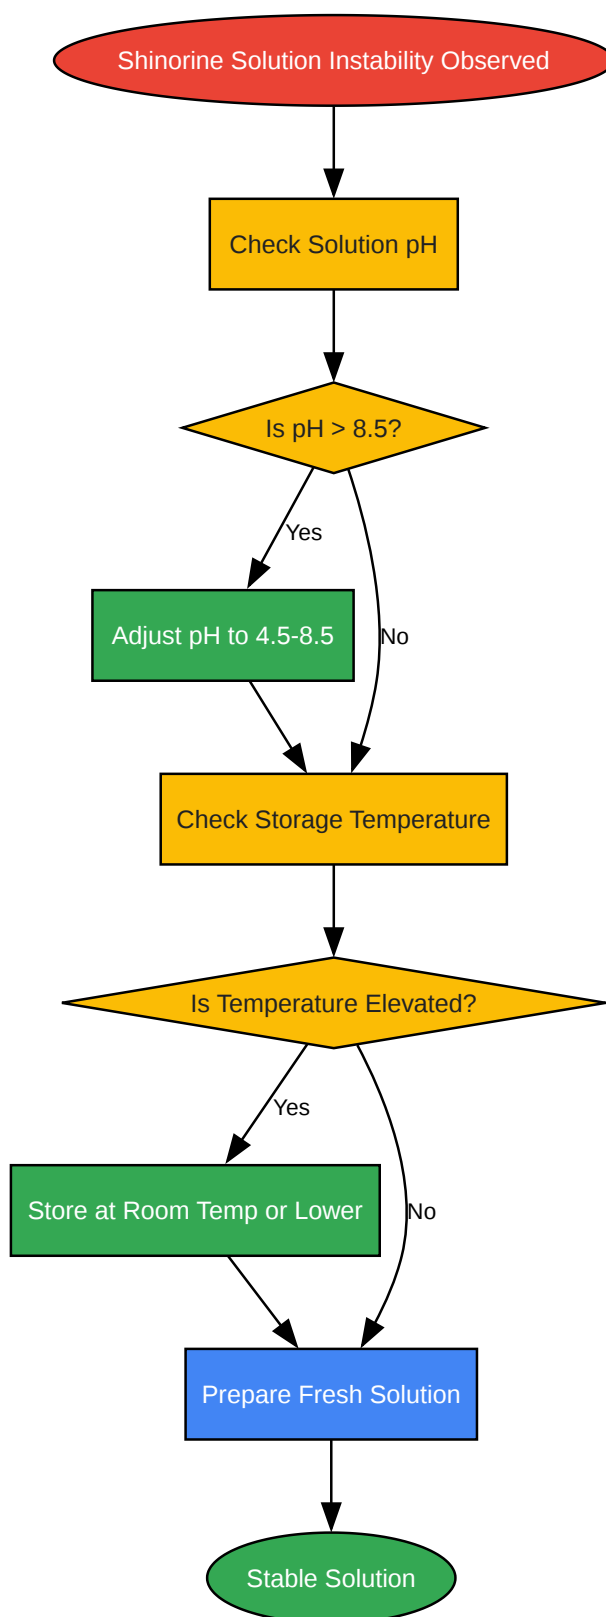 Shinorine Solution Instability Observed
Check Solution pH
Is pH > 8.5?
Yes
Adjust pH to 4.5-8.5
No
Check Storage Temperature
Is Temperature Elevated?
Yes
Store at Room Temp or Lower
No
Prepare Fresh Solution
Stable Solution